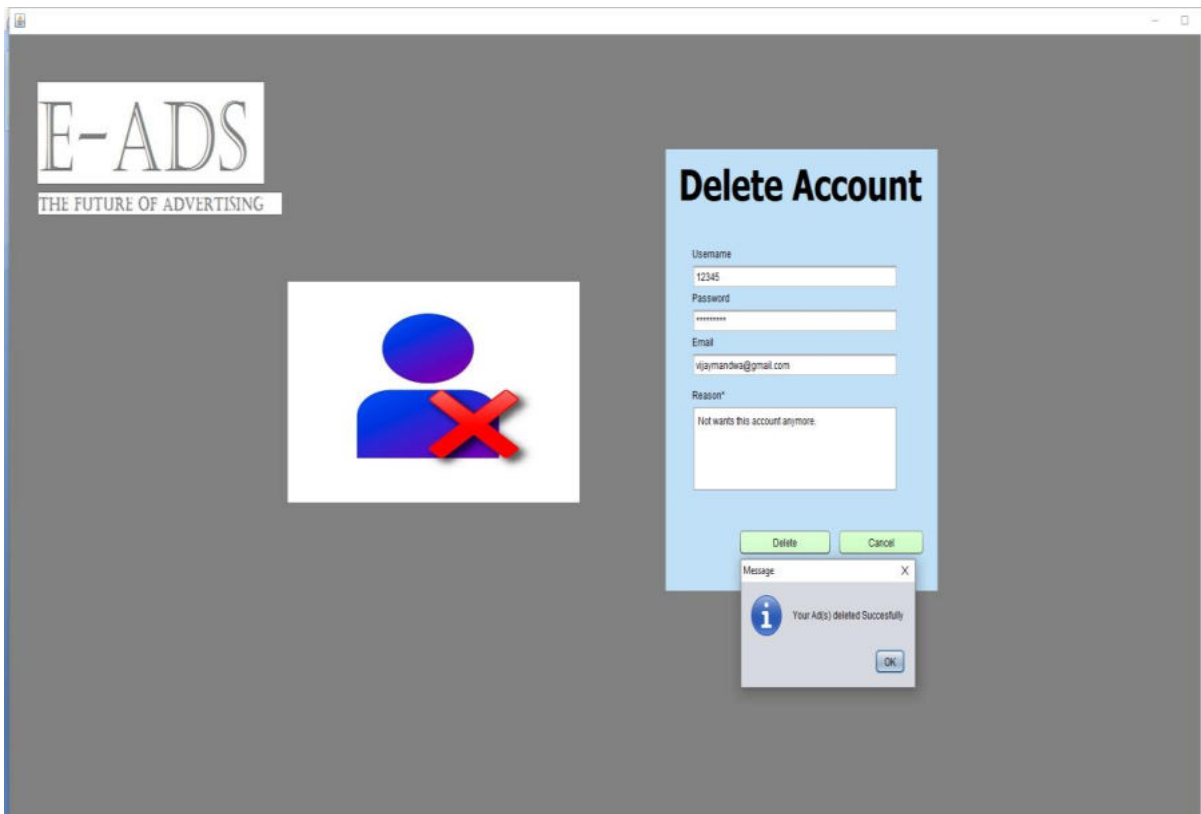 E-ADS
THE FUTURE OF ADVERTISING
Delete Account
Username
12345
Password
*********
Email
vijaymandwa@gmail.com
Reason*
Not wants this account anymore.
Delete
Cancel
Message
X
Your Ad(s) deleted Succesfully
OK